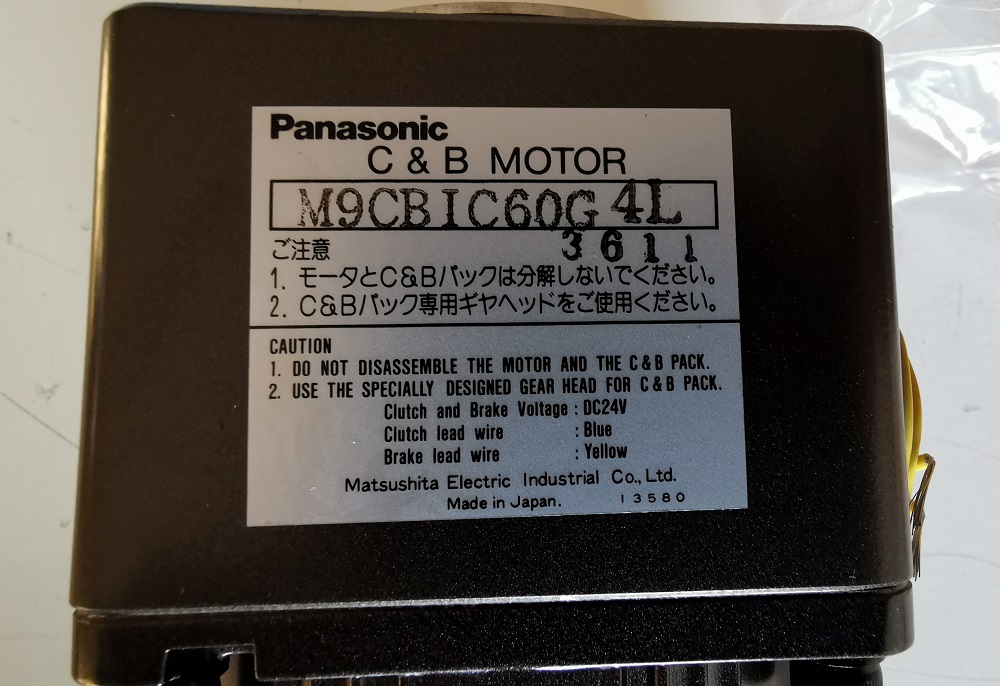 Panasonic
C & B MOTOR
M9CBIC60G4L
3611
ご注意
1. モータとC&Bパックは分解しないでください。
2. C&Bパック専用ギヤヘッドをご使用ください。
CAUTION
1. DO NOT DISASSEMBLE THE MOTOR AND THE C & B PACK.
2. USE THE SPECIALLY DESIGNED GEAR HEAD FOR C & B PACK.
Clutch and Brake Voltage : DC24V
Clutch lead wire : Blue
Brake lead wire : Yellow
Matsushita Electric Industrial Co., Ltd.
Made in Japan. 13580